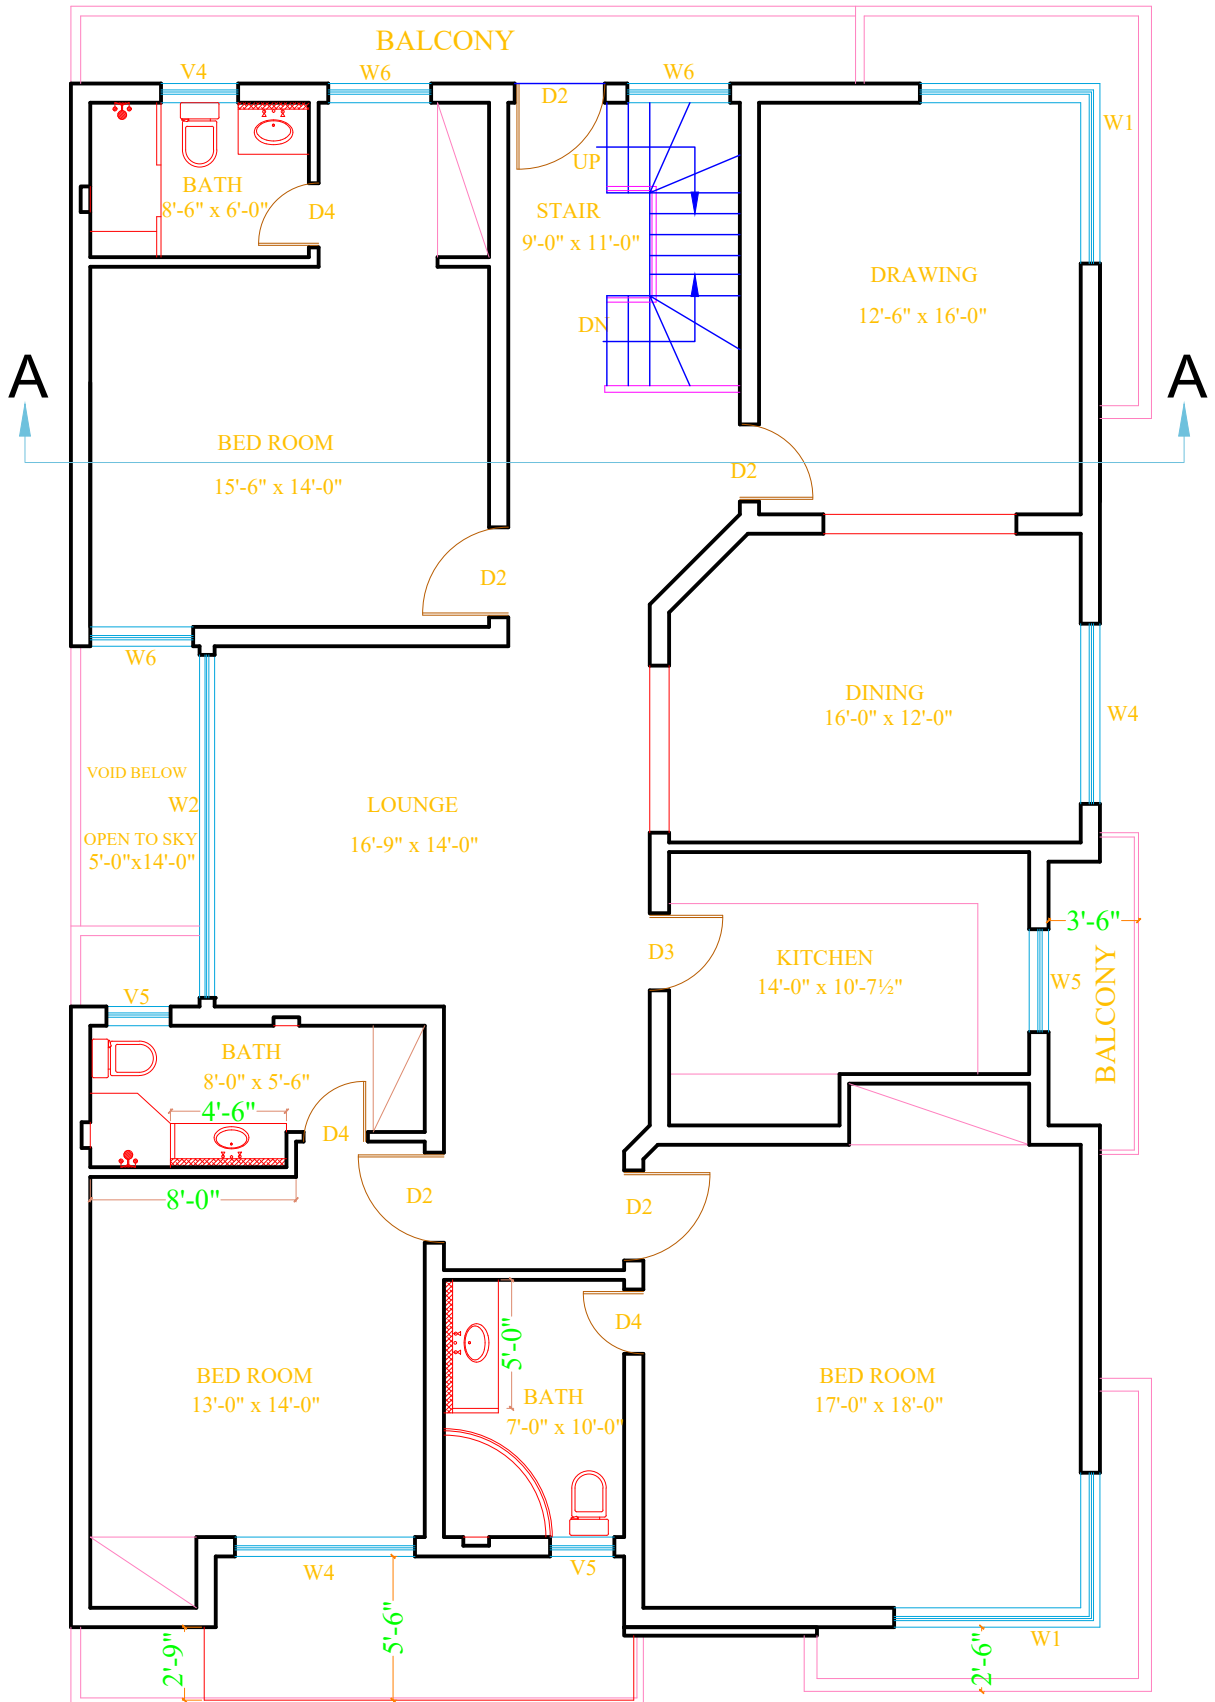 BALCONY
V4
W6
D2
W6
W1
UP
BATH
8'-6" x 6'-0"
D4
STAIR
9'-0" x 11'-0"
DRAWING
12'-6" x 16'-0"
DN
A
A
BED ROOM
15'-6" x 14'-0"
D2
D2
W6
DINING
16'-0" x 12'-0"
W4
VOID BELOW
W2
LOUNGE
OPEN TO SKY
5'-0"x14'-0"
16'-9" x 14'-0"
3'-6"
D3
KITCHEN
14'-0" x 10'-7½"
W5
BALCONY
V5
BATH
8'-0" x 5'-6"
4'-6"
D4
8'-0"
D2
D2
D4
5'-0"
BED ROOM
13'-0" x 14'-0"
BATH
7'-0" x 10'-0"
BED ROOM
17'-0" x 18'-0"
W4
V5
5'-6"
2'-9"
W1
2'-6"